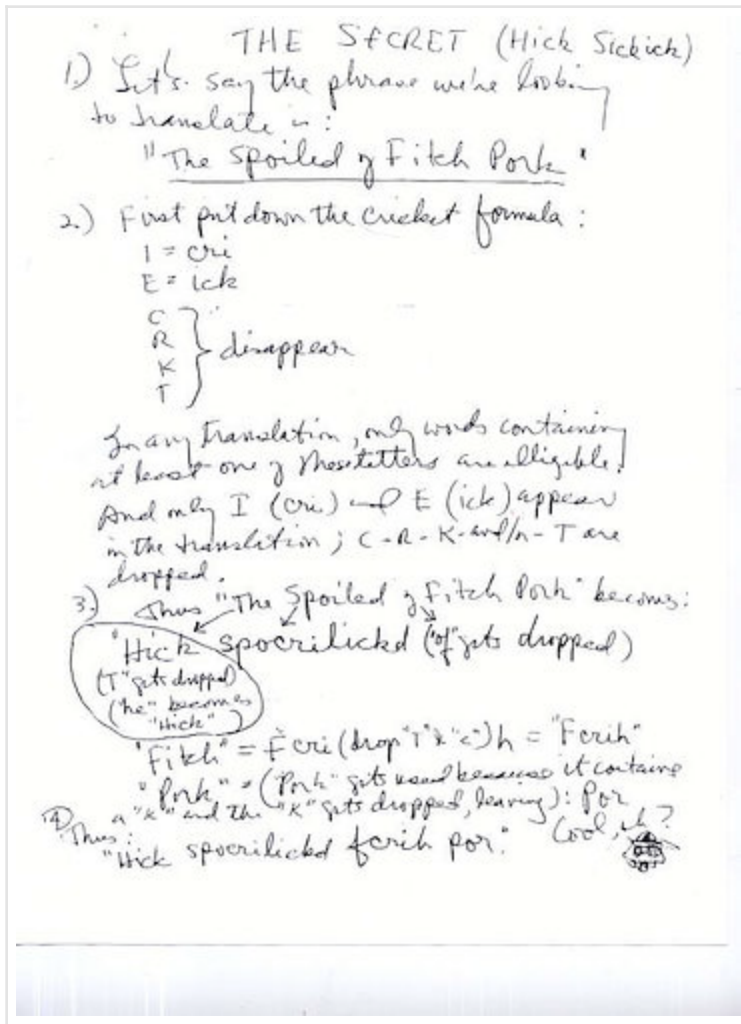 THE SECRET (Hick Sickick)
1.) Let's say the phrase we're looking
to translate is:
"The Spoiled of Fitch Pork"
2.) First put down the cricket formula:
I = cri
E = ick
C
R
K
T
disappear
In any translation, only words containing
at least one of these letters are elligible.
And only I (cri) and E (ick) appear
in the translation; C-R-K-and/or-T are
dropped.
3.) Thus "The Spoiled of Fitch Pork" becomes:
"Hick spocrilickd ("of" gets dropped)
("T" gets dropped)
("he" becomes
"Hick")
"Fitch" = Fcri (drop "T" & "C") h = "Fcrih"
"Pork" = ("Pork" gets used because it contains
a "K" and the "K" gets dropped, leaving): Por
4) Thus:
"Hick spocrilickd fcrih por."
Cool, uh?